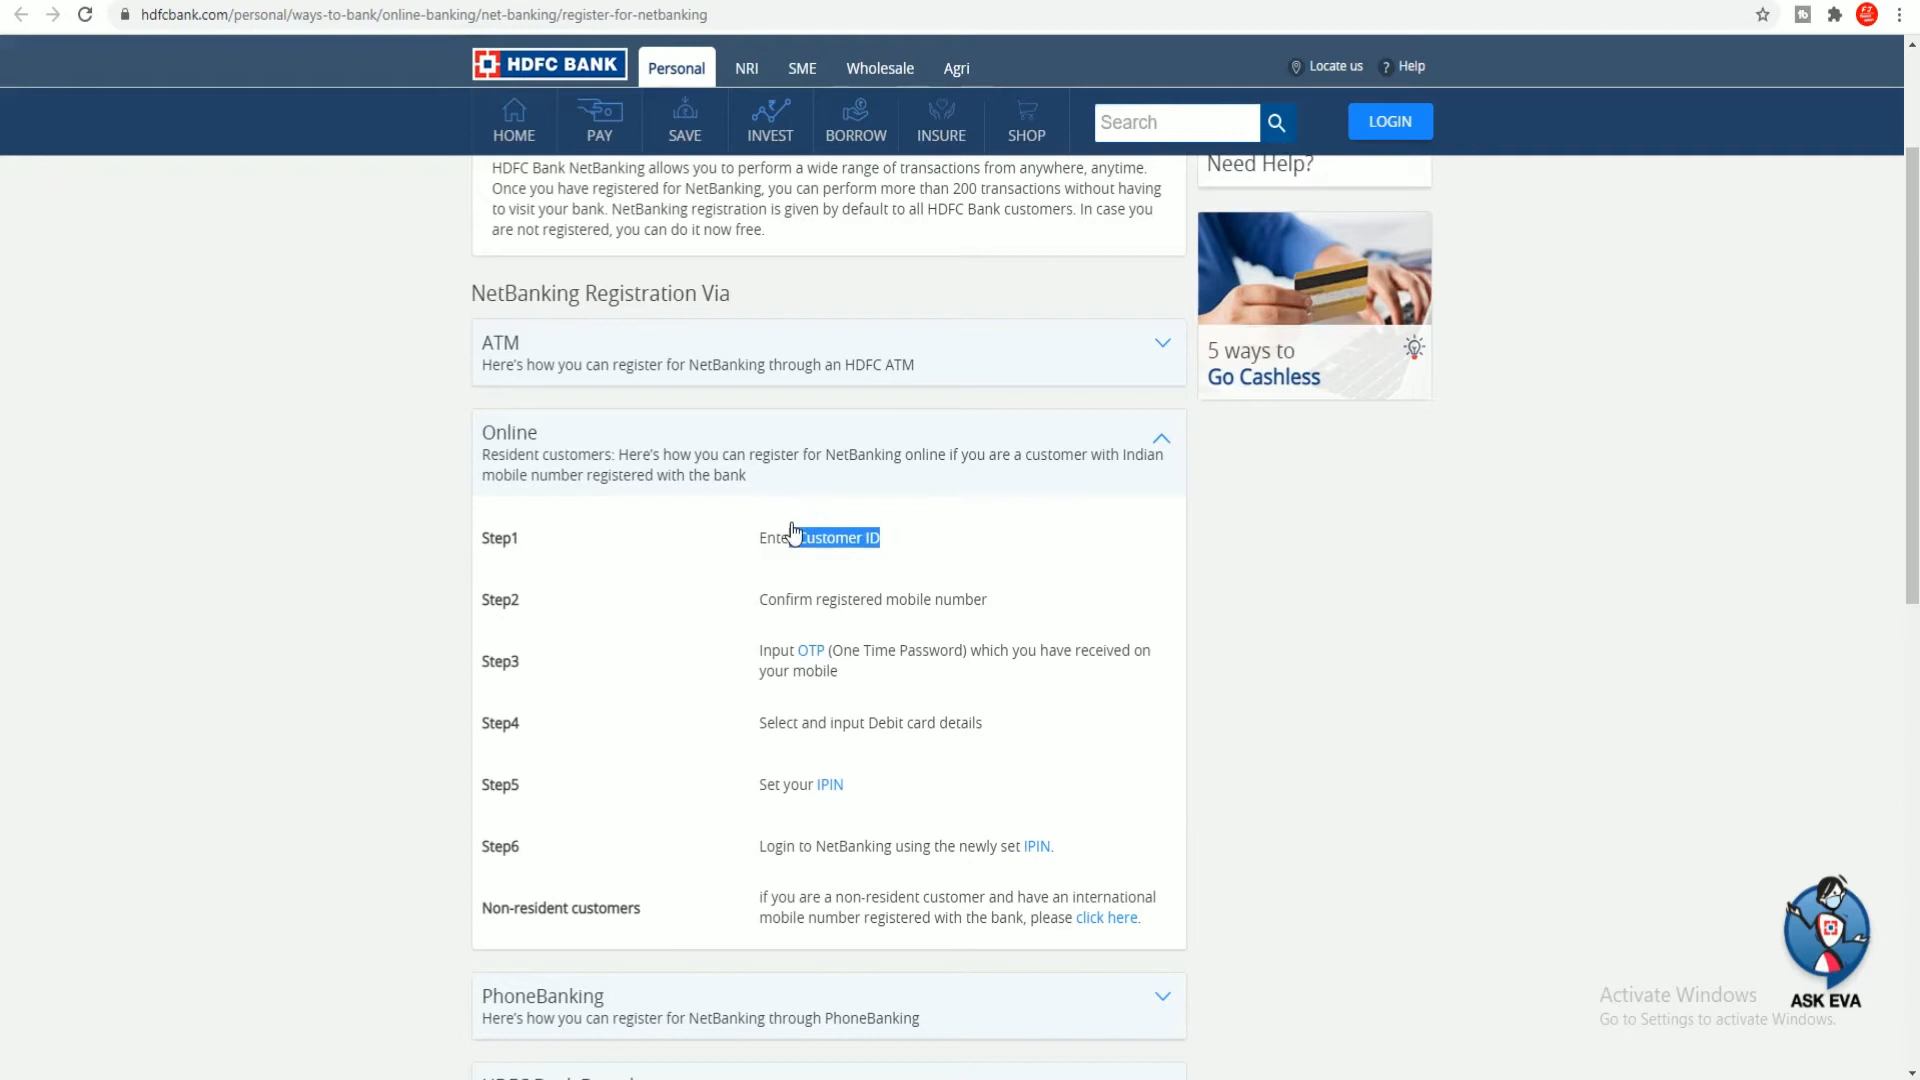 hdfcbank.com/personal/ways-to-bank/online-banking/net-banking/register-for-netbanking
HDFC BANK
Personal
NRI
SME
Wholesale
Agri
Locate us
? Help
HOME
PAY
SAVE
INVEST
BORROW
INSURE
SHOP
Search
LOGIN
HDFC Bank NetBanking allows you to perform a wide range of transactions from anywhere, anytime.
Once you have registered for NetBanking, you can perform more than 200 transactions without having
to visit your bank. NetBanking registration is given by default to all HDFC Bank customers. In case you
are not registered, you can do it now free.
Need Help?
5 ways to
Go Cashless
NetBanking Registration Via
ATM
Here's how you can register for NetBanking through an HDFC ATM
Online
Resident customers: Here's how you can register for NetBanking online if you are a customer with Indian
mobile number registered with the bank
Step1
Enter Customer ID
Step2
Confirm registered mobile number
Step3
Input OTP (One Time Password) which you have received on
your mobile
Step4
Select and input Debit card details
Step5
Set your IPIN
Step6
Login to NetBanking using the newly set IPIN.
Non-resident customers
if you are a non-resident customer and have an international
mobile number registered with the bank, please click here.
PhoneBanking
Here's how you can register for NetBanking through PhoneBanking
ASK EVA
Activate Windows
Go to Settings to activate Windows.